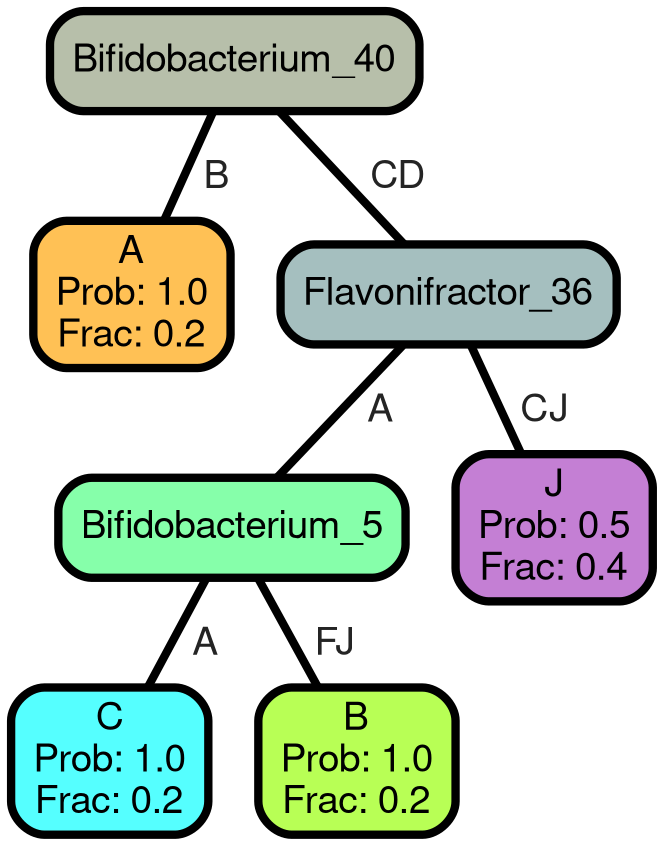 Bifidobacterium_40
B
CD
A
Prob: 1.0
Frac: 0.2
Flavonifractor_36
A
CJ
Bifidobacterium_5
J
Prob: 0.5
Frac: 0.4
A
FJ
C
Prob: 1.0
Frac: 0.2
B
Prob: 1.0
Frac: 0.2